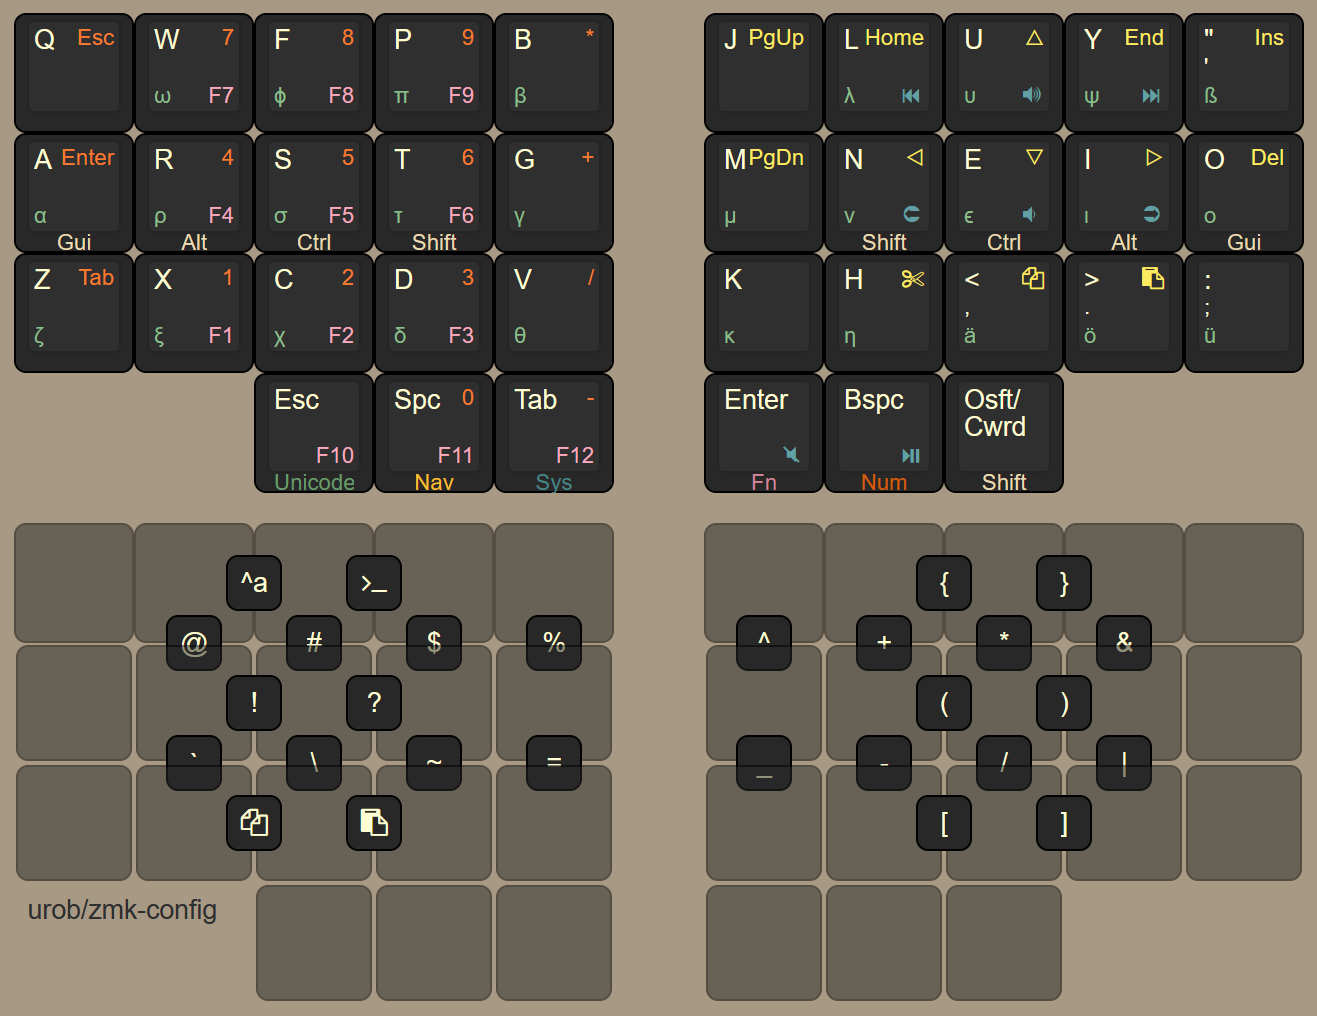 Q Esc W 7 F 8 P 9 B * J PgUp L Home U △ Y End " Ins
'
ω F7 ϕ F8 π F9 β λ υ ψ ß
A Enter R 4 S 5 T 6 G + M PgDn N ◁ E ▽ I ▷ O Del
α ρ F4 σ F5 τ F6 γ μ ν ϵ ι ο
Gui Alt Ctrl Shift Shift Ctrl Alt Gui
Z Tab X 1 C 2 D 3 V / K H < > :
, . ;
ζ ξ F1 χ F2 δ F3 θ κ η ä ö ü
Esc Spc 0 Tab - Enter Bspc Osft/
Cwrd
F10 F11 F12
Unicode Nav Sys Fn Num Shift
^a >_ { }
@ # $ % ^ + * &
! ? ( )
` \ ~ = _ - / |
[ ]
urob/zmk-config